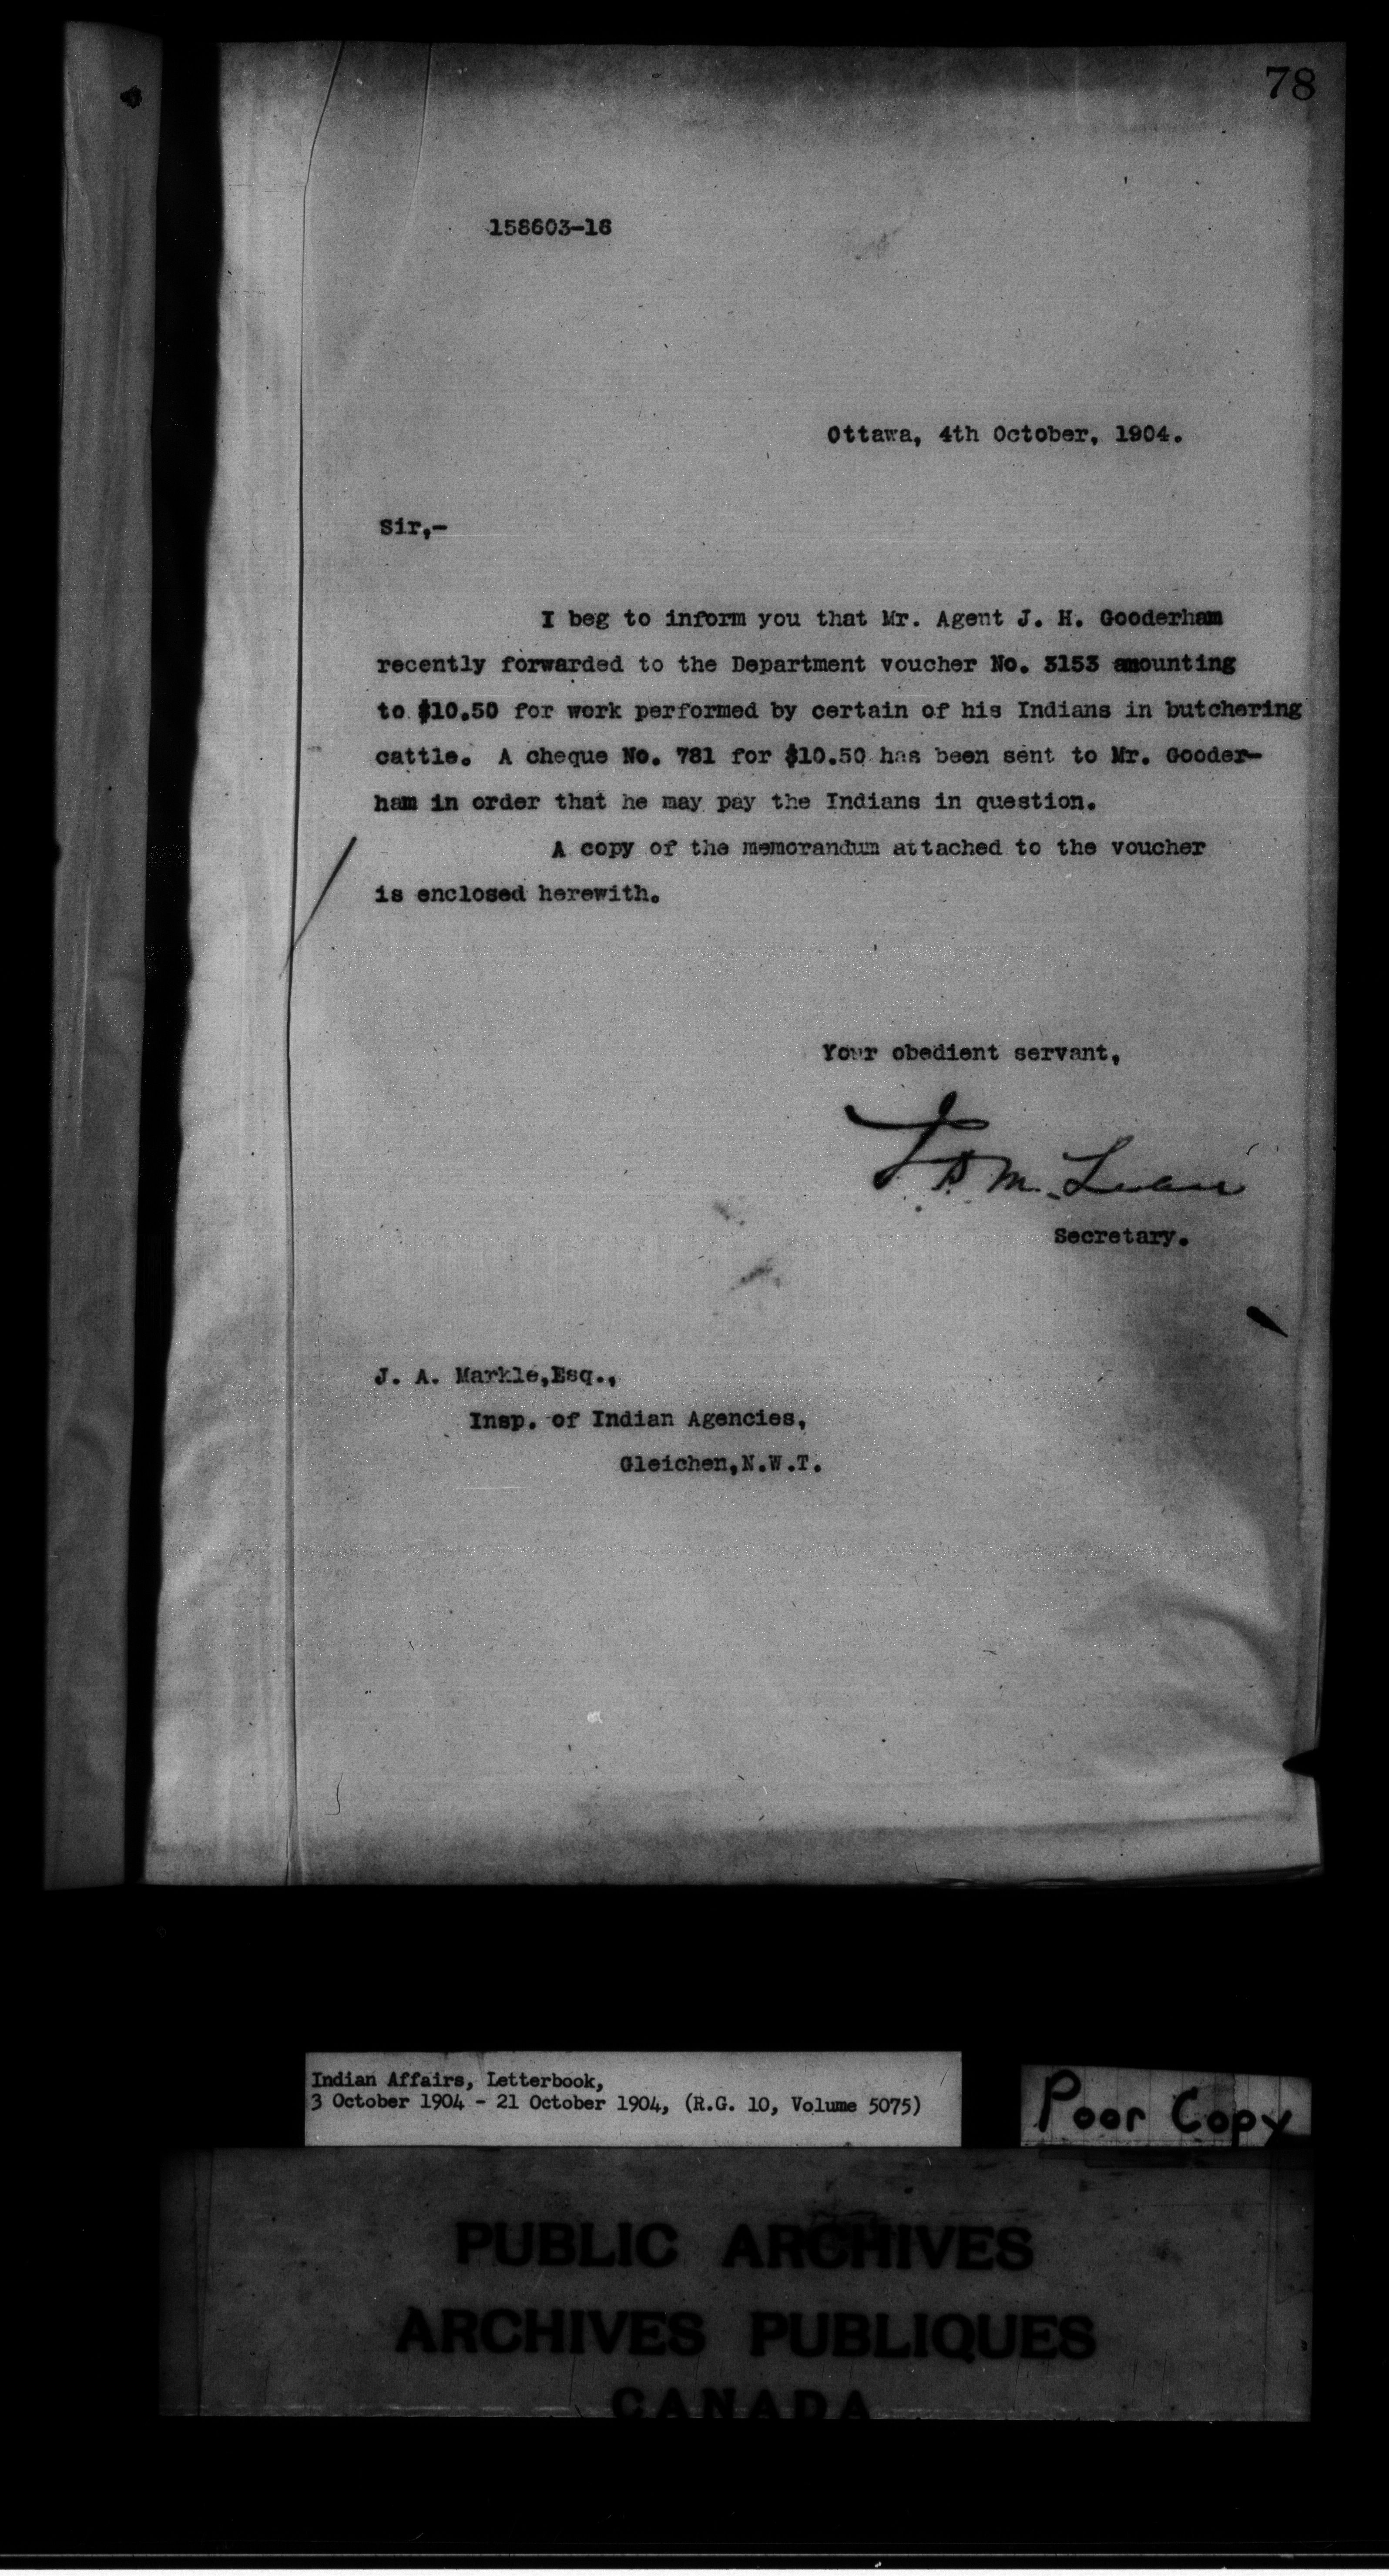 78
158603-16
Ottawa, 4th October, 1904.
Sir,-
I beg to inform you that Mr. Agent J. H. Gooderham
recently forwarded to the Department voucher No. 3153 amounting
to $10.50 for work performed by certain of his Indians in butchering
cattle. A cheque No. 781 for $10.50 has been sent to Mr. Gooder-
ham in order that he may pay the Indians in question.
A copy of the memorandum attached to the voucher
is enclosed herewith.
Your obedient servant,
J D McLean
Secretary.
J. A. Markle,Esq.,
Insp. of Indian Agencies,
Gleichen,N.W.T.
Indian Affairs, Letterbook,
3 October 1904 - 21 October 1904, (R.G. 10, Volume 5075)
Poor Copy
PUBLIC ARCHIVES
ARCHIVES PUBLIQUES
CANADA